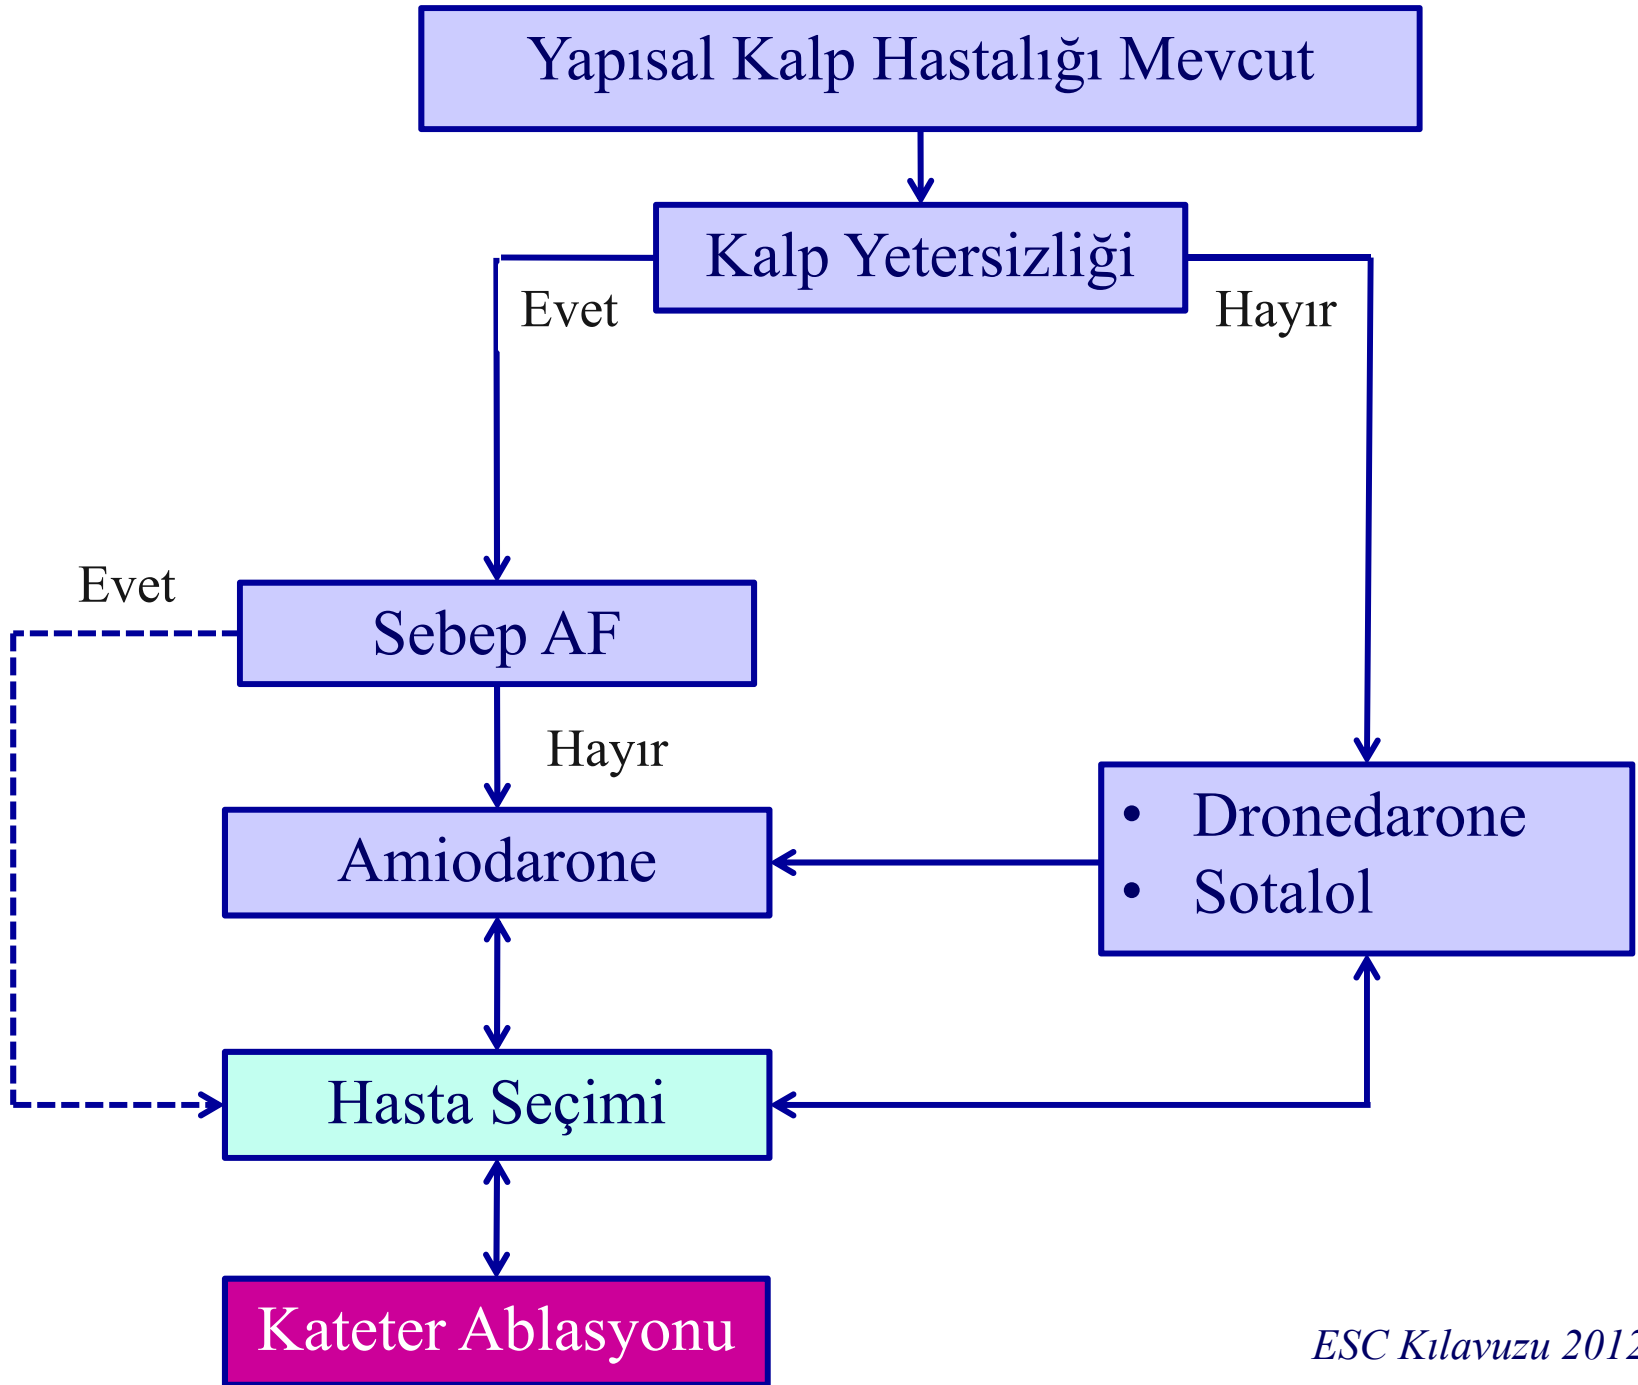 Yapısal Kalp Hastalığı Mevcut
Kalp Yetersizliği
Evet
Hayır
Evet
Sebep AF
Hayır
• Dronedarone
• Sotalol
Amiodarone
Hasta Seçimi
Kateter Ablasyonu
ESC Kılavuzu 2012